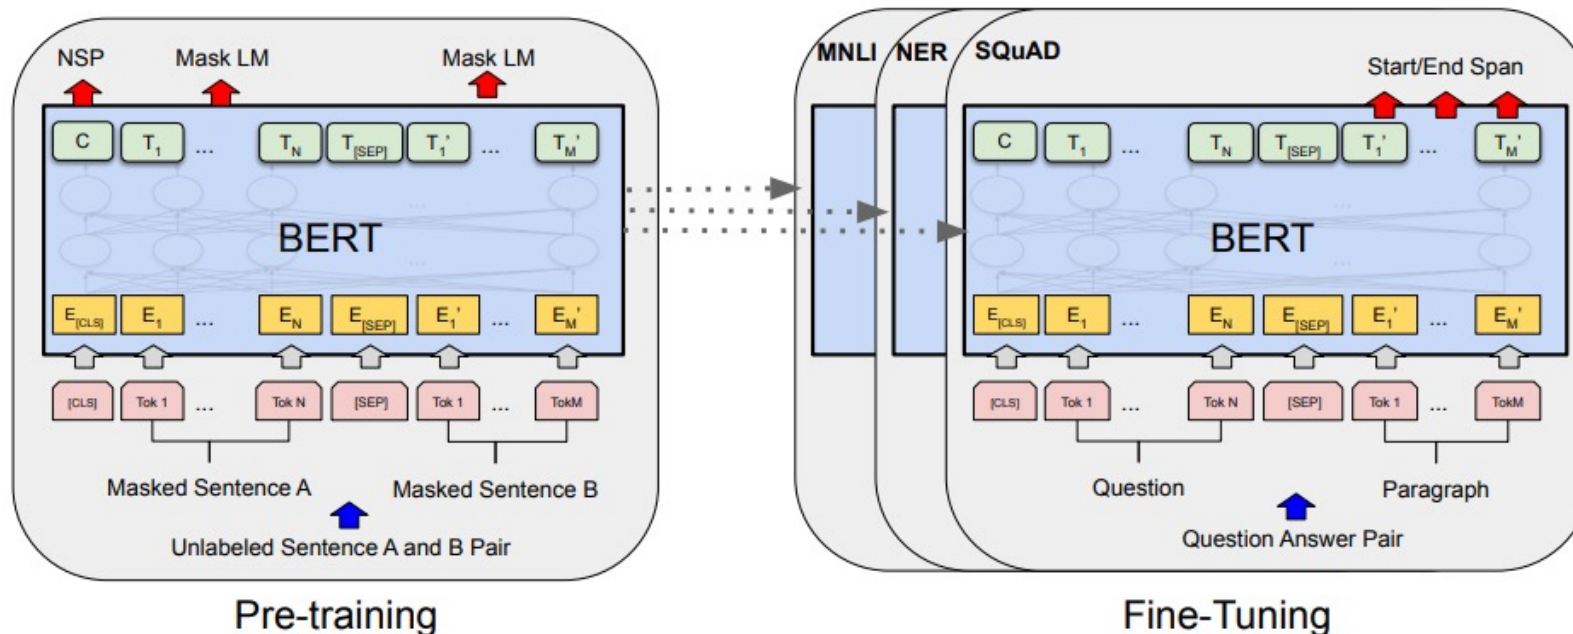 NSP Mask LM Mask LM
C T1 ... TN T[SEP] T1' ... TM'
BERT
E[CLS] E1 ... EN E[SEP] E1' ... EM'
[CLS] Tok 1 ... Tok N [SEP] Tok 1 ... TokM
Masked Sentence A Masked Sentence B
Unlabeled Sentence A and B Pair
Pre-training
MNLI NER SQuAD
Start/End Span
C T1 ... TN T[SEP] T1' ... TM'
BERT
E[CLS] E1 ... EN E[SEP] E1' ... EM'
[CLS] Tok 1 ... Tok N [SEP] Tok 1 ... TokM
Question Paragraph
Question Answer Pair
Fine-Tuning